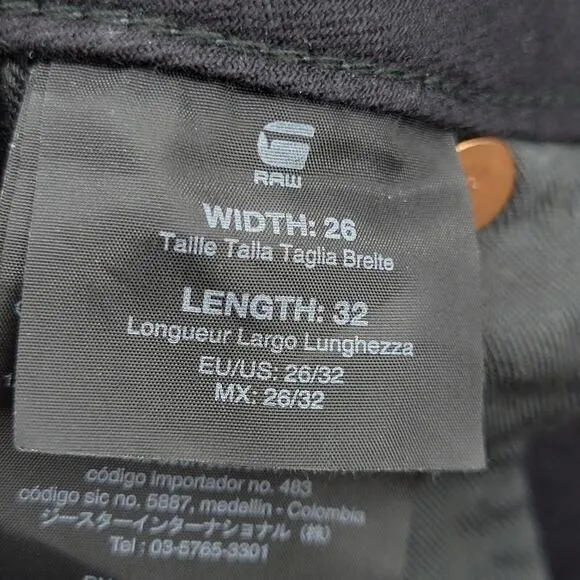 RAW
WIDTH: 26
Taille Talla Taglia Breite
LENGTH: 32
Longueur Largo Lunghezza
EU/US: 26/32
MX: 26/32
código importador no. 483
código sic no. 5887, medellin - Colombia
ジースターインターナショナル（株）
Tel : 03-5765-3301